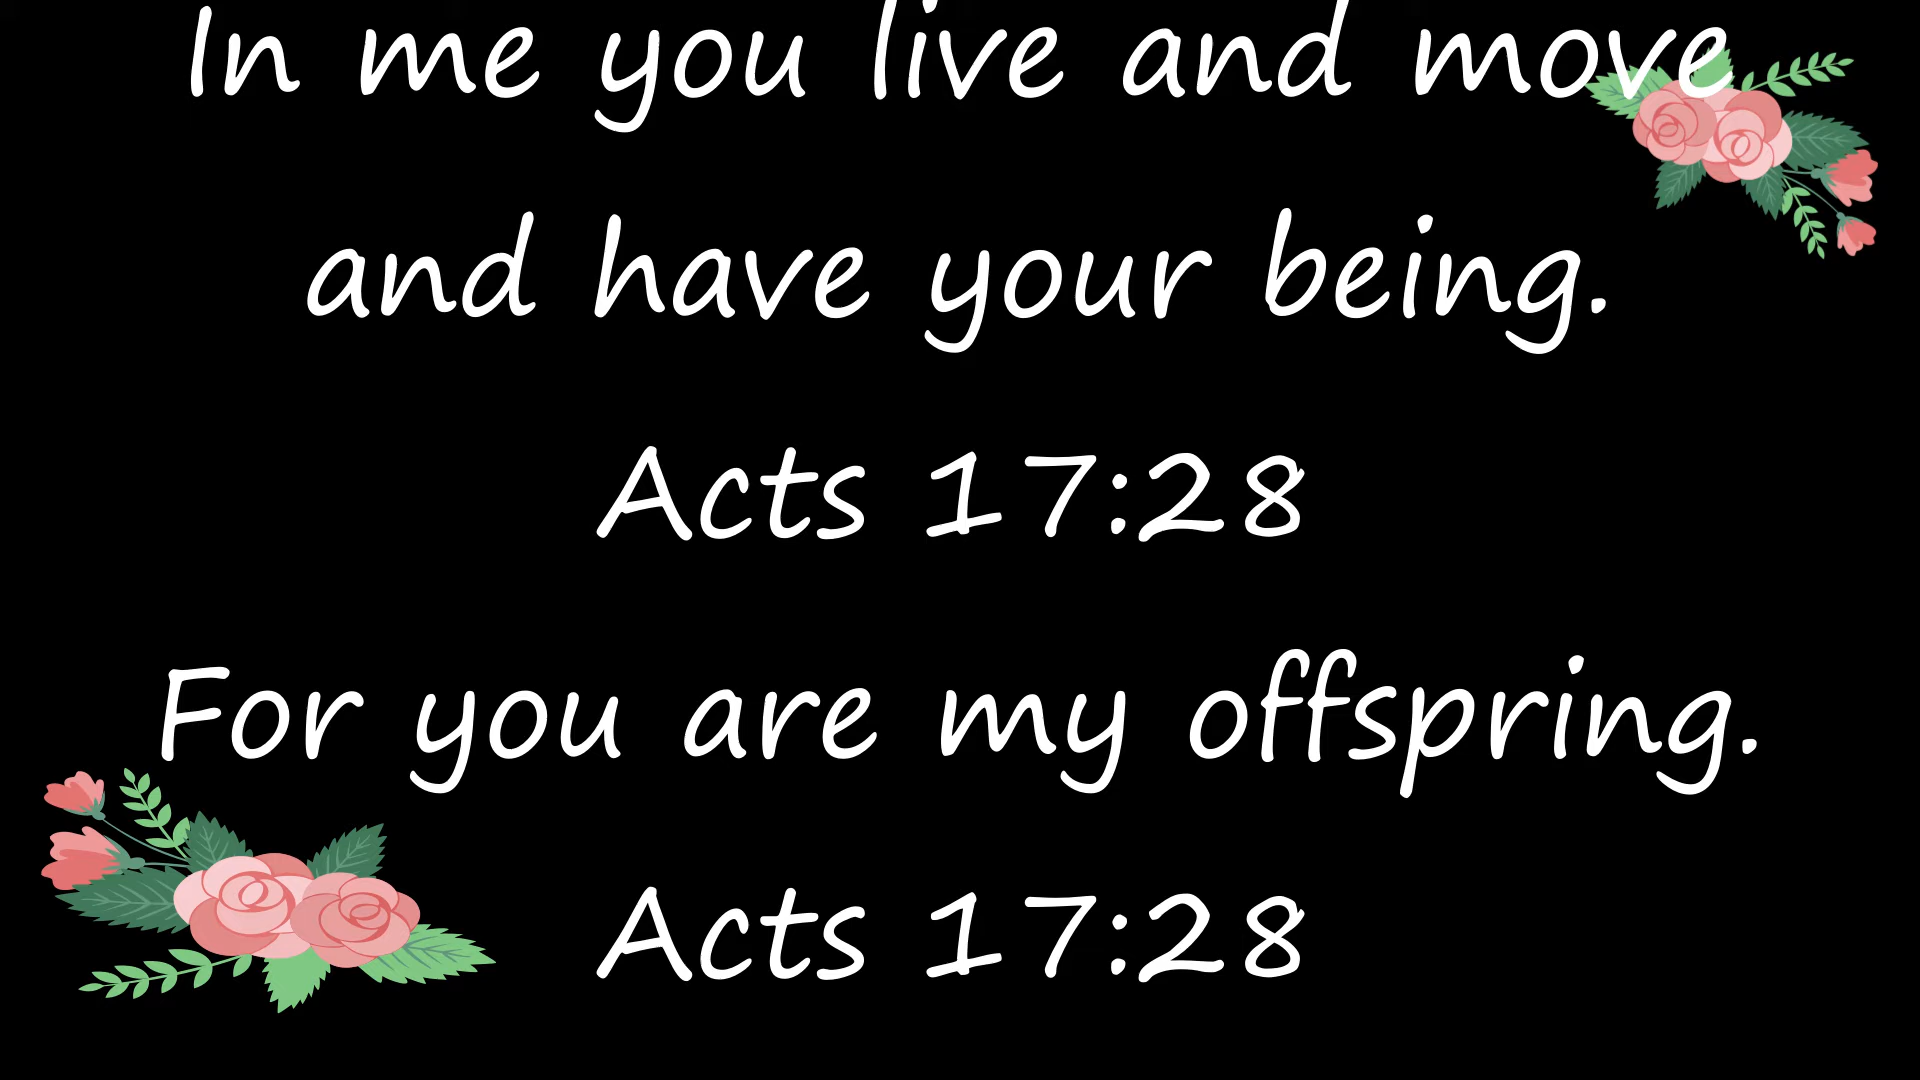 In me you live and move
and have your being.
Acts 17:28
For you are my offspring.
Acts 17:28